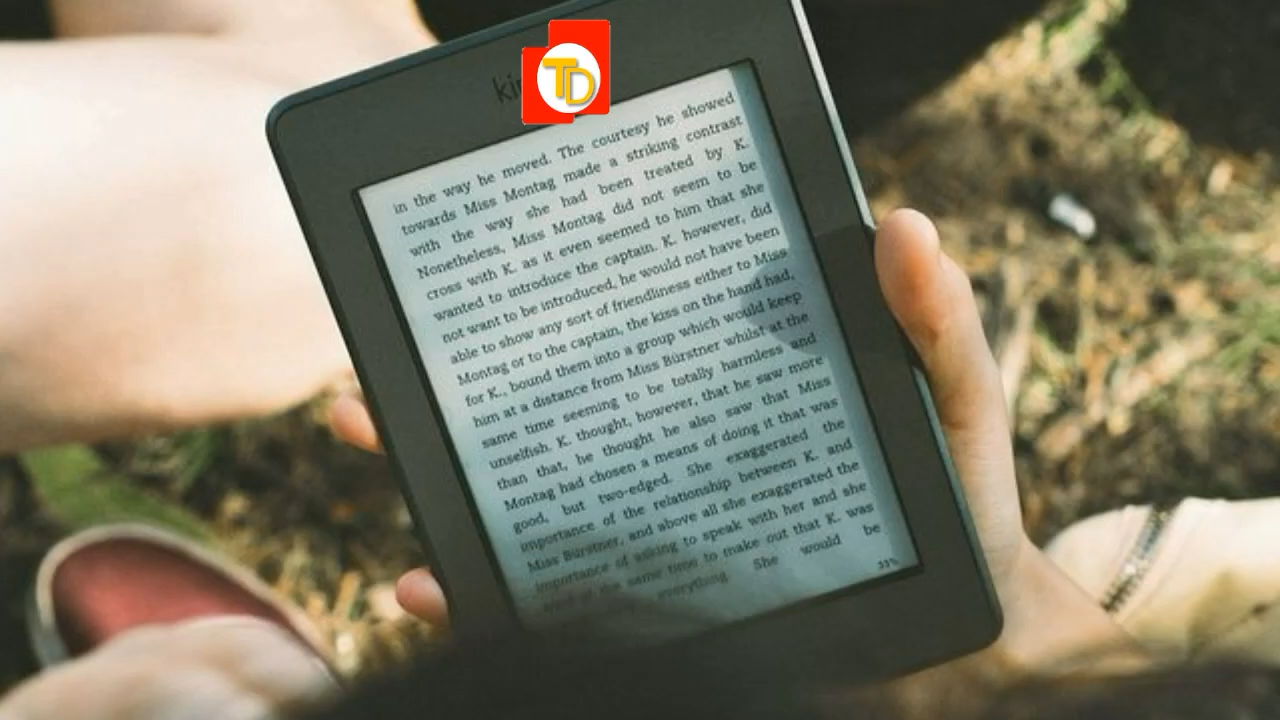 ki
TD
in the way he moved. The courtesy he showed
towards Miss Montag made a striking contrast
with the way she had been treated by K.
Nonetheless, Miss Montag did not seem to be
cross with K. as it even seemed to him that she
wanted to introduce the captain. K. however, did
not want to be introduced, he would not have been
able to show any sort of friendliness either to Miss
Montag or to the captain, the kiss on the hand had,
for K., bound them into a group which would keep
him at a distance from Miss Bürstner whilst at the
same time seeming to be totally harmless and
unselfish. K. thought, however, that he saw more
than that, he thought he also saw that Miss
Montag had chosen a means of doing it that was
good, but two-edged. She exaggerated the
importance of the relationship between K. and
Miss Bürstner, and above all she exaggerated the
importance of asking to speak with her and she
tried at the same time to make out that K. was
everything. She would be
33%